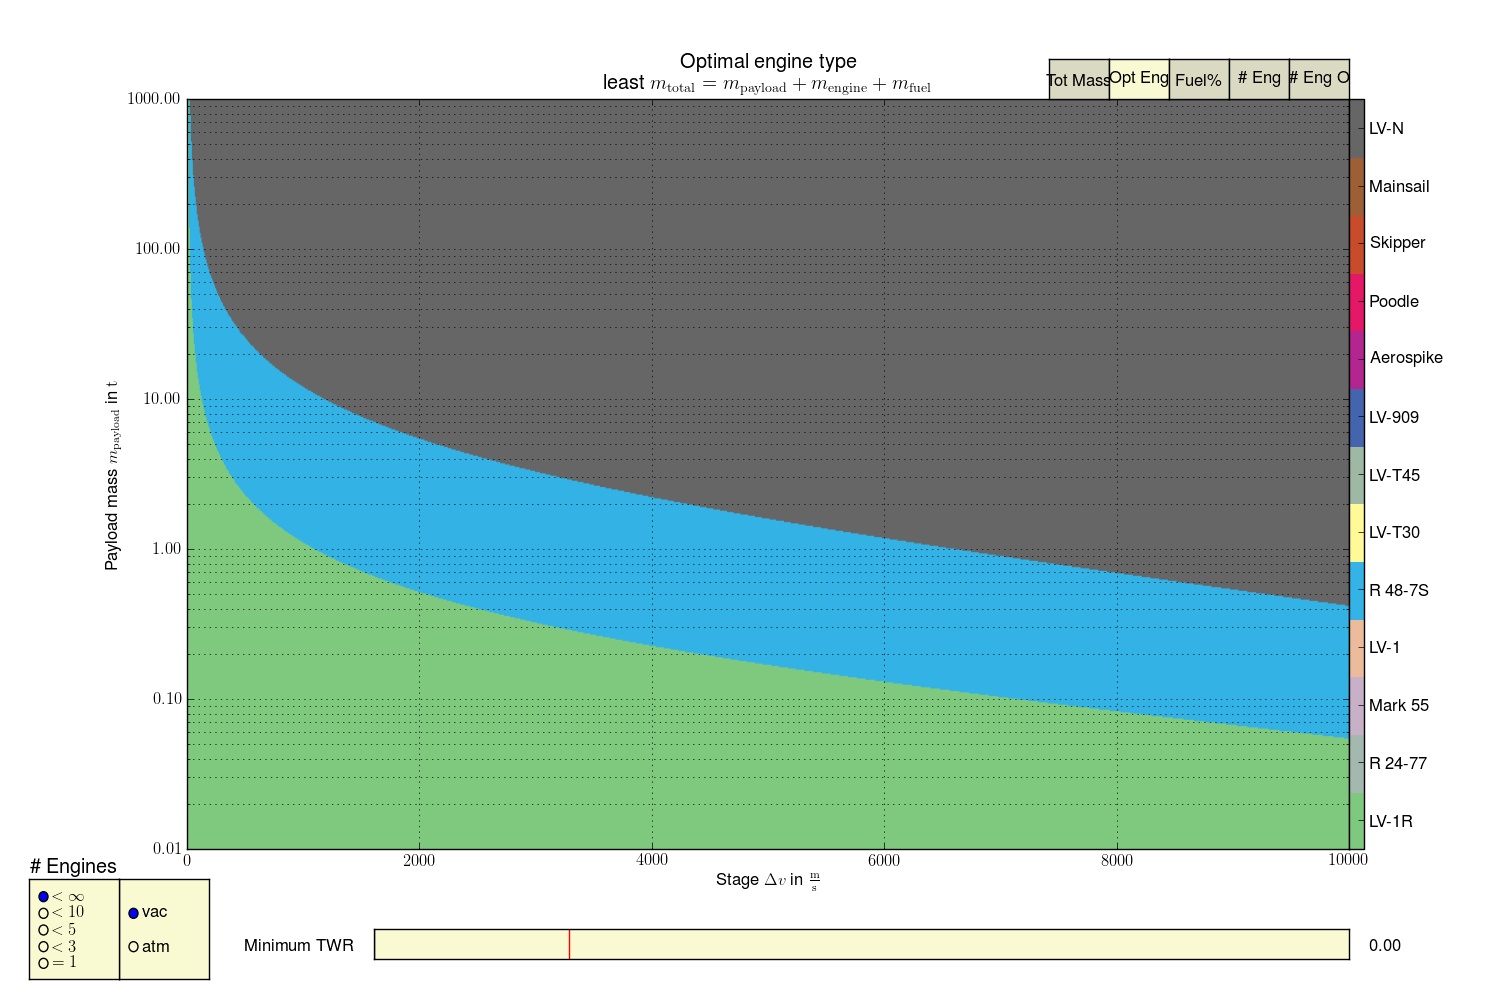 Optimal engine type
least m_total = m_payload + m_engine + m_fuel
Tot Mass Opt Eng Fuel% # Eng # Eng O
1000.00
100.00
10.00
1.00
0.10
0.01
Payload mass m_payload in t
0 2000 4000 6000 8000 10000
Stage Δv in m/s
LV-N
Mainsail
Skipper
Poodle
Aerospike
LV-909
LV-T45
LV-T30
R 48-7S
LV-1
Mark 55
R 24-77
LV-1R
# Engines
< ∞
< 10
< 5
< 3
= 1
vac
atm
Minimum TWR 0.00